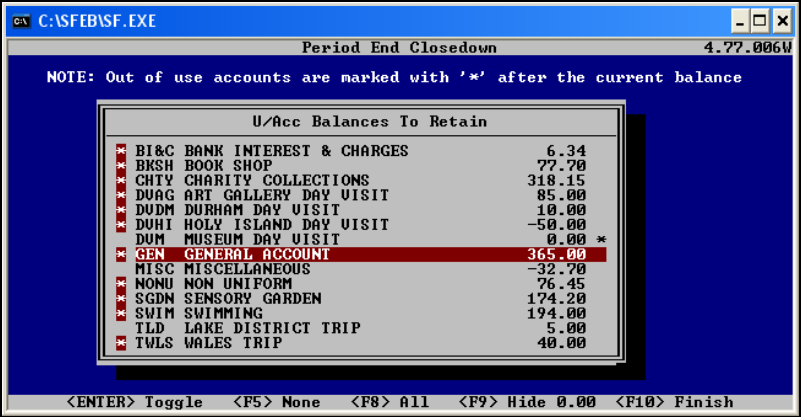 C:\SFEB\SF.EXE
Period End Closedown 4.77.006W
NOTE: Out of use accounts are marked with '*' after the current balance
U/Acc Balances To Retain
* BI&C BANK INTEREST & CHARGES 6.34
* BKSH BOOK SHOP 77.70
* CHTY CHARITY COLLECTIONS 318.15
* DVAG ART GALLERY DAY VISIT 85.00
* DVDM DURHAM DAY VISIT 10.00
* DVHI HOLY ISLAND DAY VISIT -50.00
DVM MUSEUM DAY VISIT 0.00 *
* GEN GENERAL ACCOUNT 365.00
MISC MISCELLANEOUS -32.70
* NONU NON UNIFORM 76.45
* SGDN SENSORY GARDEN 174.20
* SWIM SWIMMING 194.00
TLD LAKE DISTRICT TRIP 5.00
* TWLS WALES TRIP 40.00
<ENTER> Toggle <F5> None <F8> All <F9> Hide 0.00 <F10> Finish